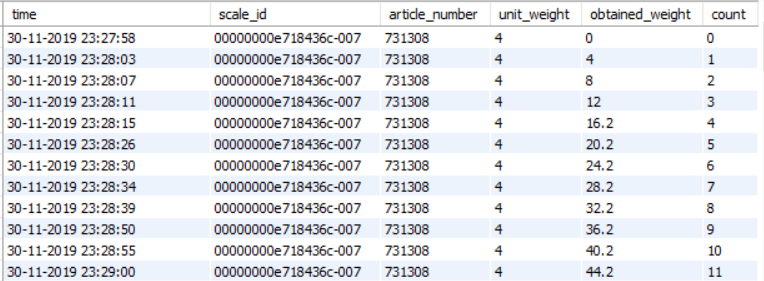 time scale_id article_number unit_weight obtained_weight count
30-11-2019 23:27:58 00000000e718436c-007 731308 4 0 0
30-11-2019 23:28:03 00000000e718436c-007 731308 4 4 1
30-11-2019 23:28:07 00000000e718436c-007 731308 4 8 2
30-11-2019 23:28:11 00000000e718436c-007 731308 4 12 3
30-11-2019 23:28:15 00000000e718436c-007 731308 4 16.2 4
30-11-2019 23:28:26 00000000e718436c-007 731308 4 20.2 5
30-11-2019 23:28:30 00000000e718436c-007 731308 4 24.2 6
30-11-2019 23:28:34 00000000e718436c-007 731308 4 28.2 7
30-11-2019 23:28:39 00000000e718436c-007 731308 4 32.2 8
30-11-2019 23:28:50 00000000e718436c-007 731308 4 36.2 9
30-11-2019 23:28:55 00000000e718436c-007 731308 4 40.2 10
30-11-2019 23:29:00 00000000e718436c-007 731308 4 44.2 11